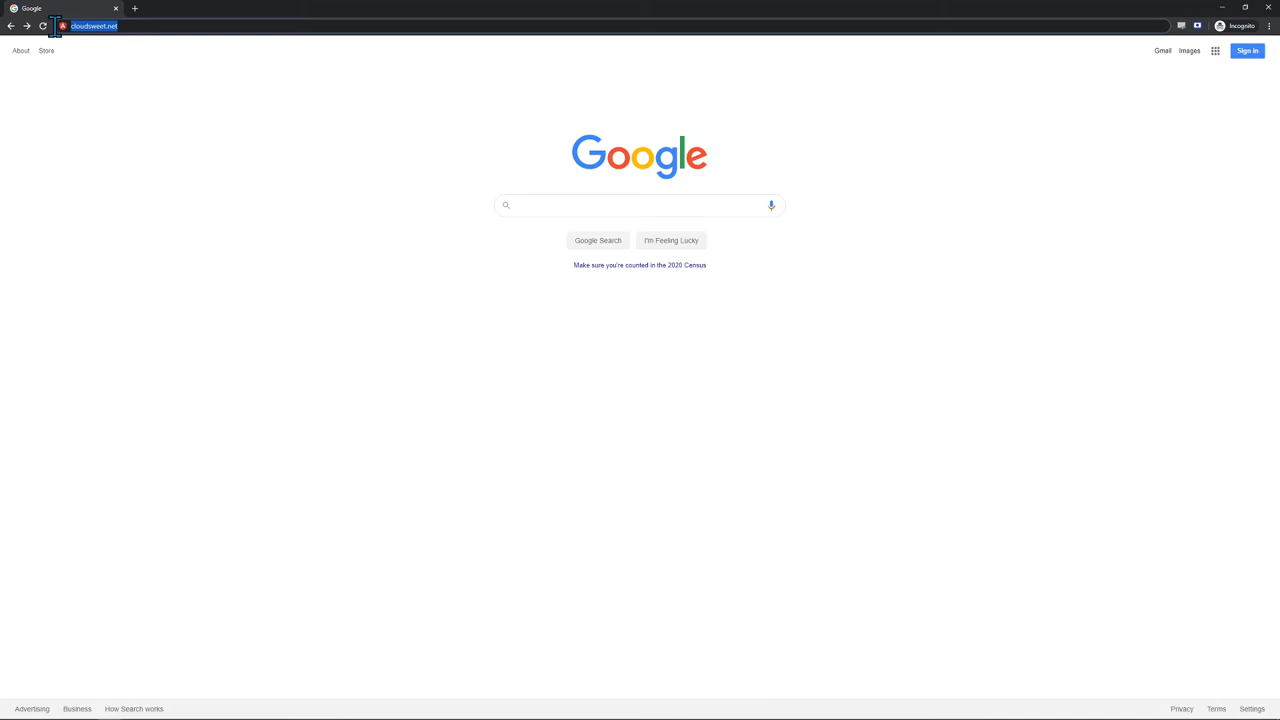 Google
cloudsweet.net
Incognito
About Store
Gmail Images Sign in
Google
Google Search I'm Feeling Lucky
Make sure you're counted in the 2020 Census
Advertising Business How Search works
Privacy Terms Settings